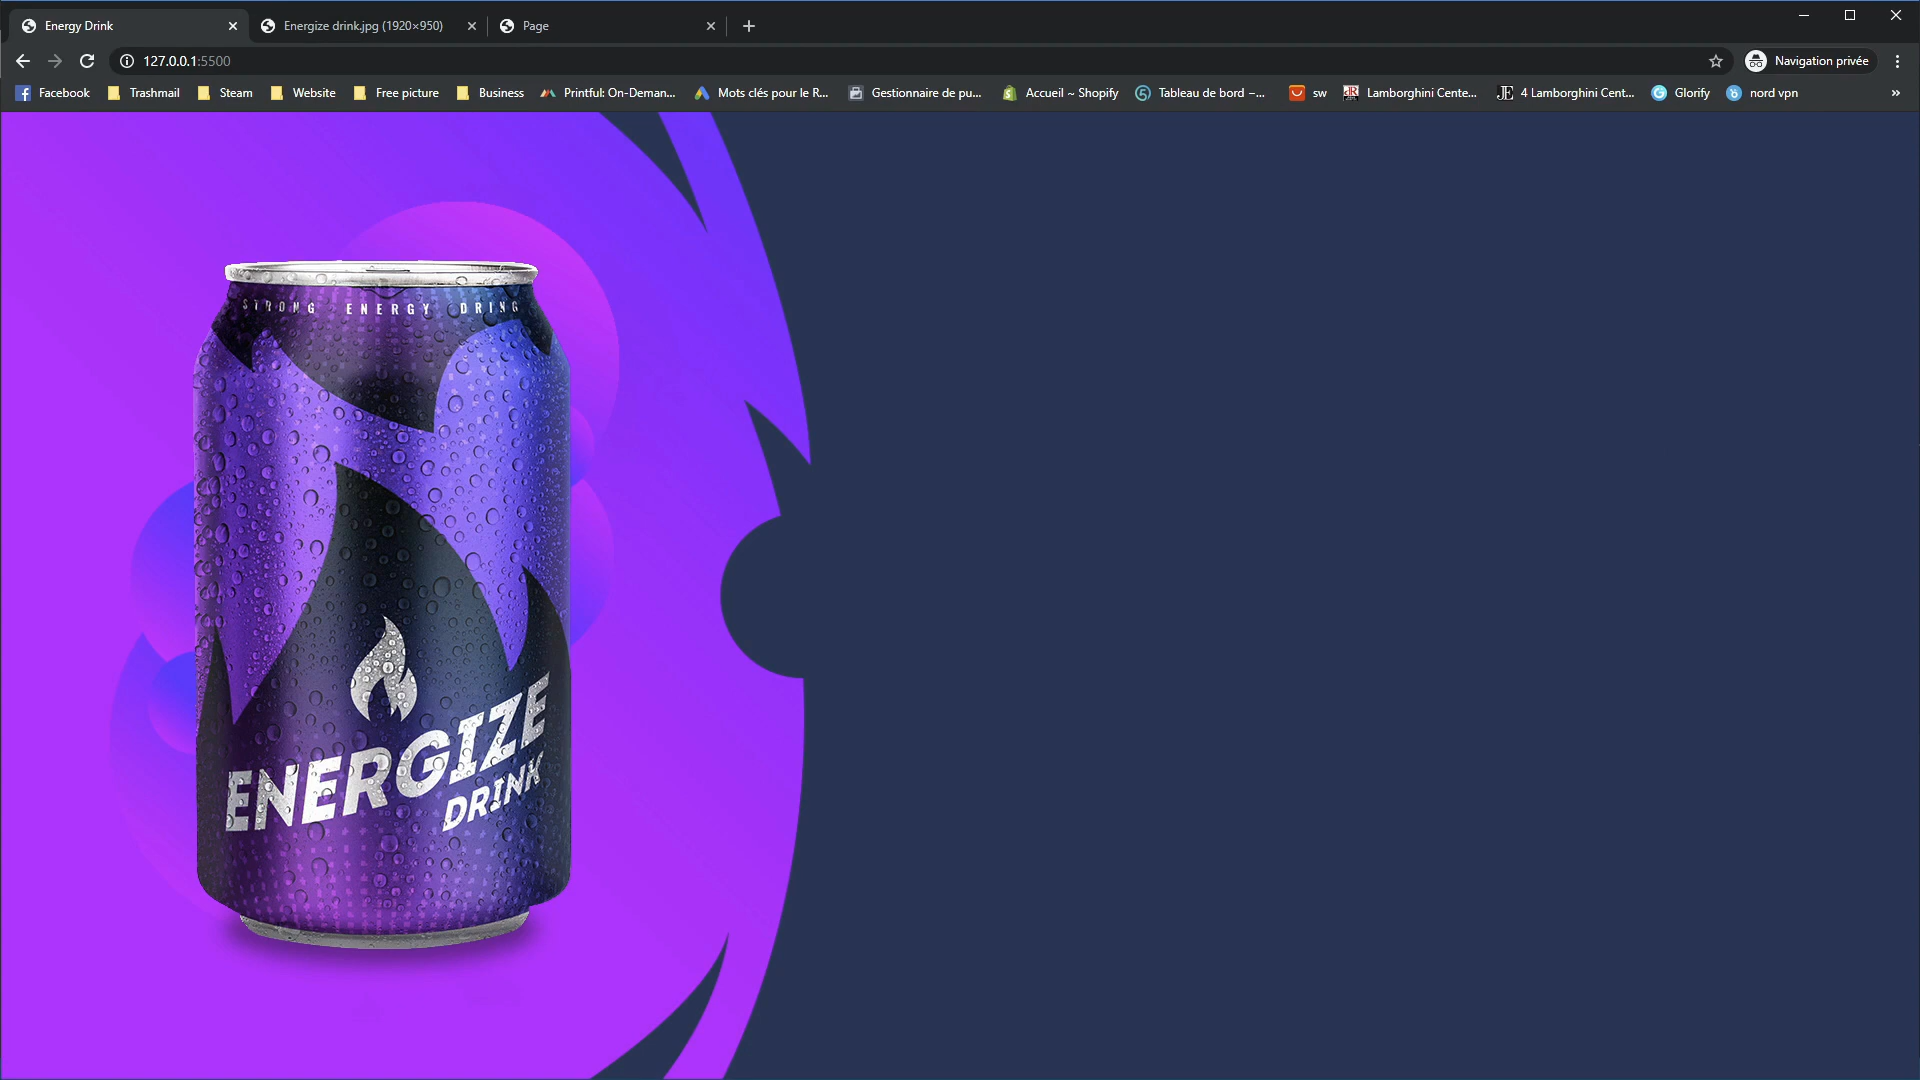 Energy Drink
Energize drink.jpg (1920×950)
Page
127.0.0.1:5500
Navigation privée
Facebook
Trashmail
Steam
Website
Free picture
Business
Printful: On-Deman...
Mots clés pour le R...
Gestionnaire de pu...
Accueil ~ Shopify
Tableau de bord –...
sw
Lamborghini Cente...
4 Lamborghini Cent...
Glorify
nord vpn
STRONG ENERGY DRING
ENERGIZE
DRINK